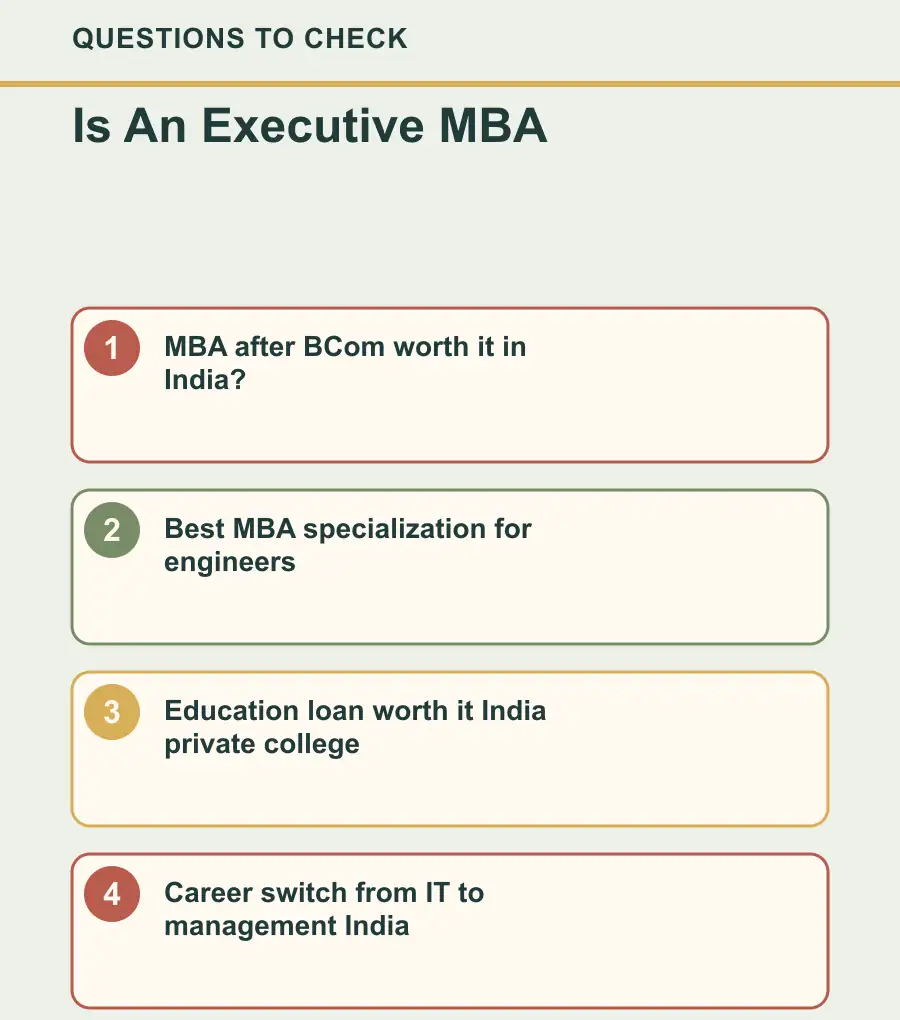 QUESTIONS TO CHECK
Is An Executive MBA
1
MBA after BCom worth it in
India?
2
Best MBA specialization for
engineers
3
Education loan worth it India
private college
4
Career switch from IT to
management India